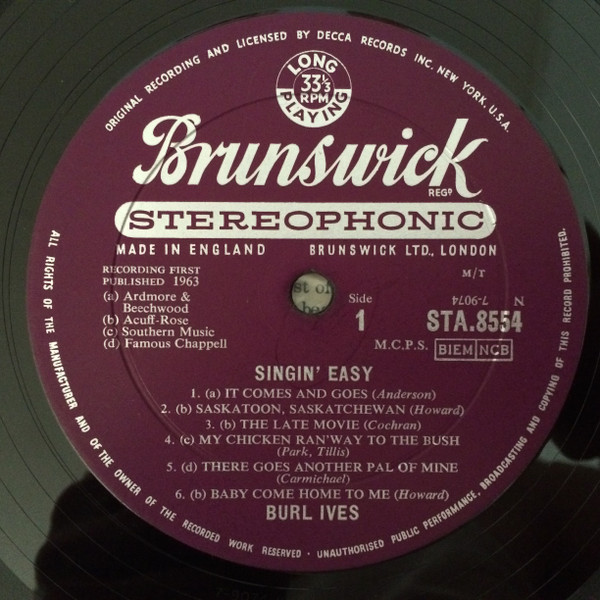 ORIGINAL RECORDING AND LICENSED BY DECCA RECORDS INC. NEW YORK. U.S.A.
LONG
33⅓
RPM
PLAYING
Brunswick
REGD
STEREOPHONIC
MADE IN ENGLAND BRUNSWICK LTD., LONDON
RECORDING FIRST
PUBLISHED 1963
(a) Ardmore &
Beechwood
(b) Acuff-Rose
(c) Southern Music
(d) Famous Chappell
st of
M/T
7-9074 N
Side
1
STA.8554
M.C.P.S. BIEM NCB
SINGIN' EASY
1. (a) IT COMES AND GOES (Anderson)
2. (b) SASKATOON, SASKATCHEWAN (Howard)
3. (b) THE LATE MOVIE (Cochran)
4. (c) MY CHICKEN RAN'WAY TO THE BUSH
(Park, Tillis)
5. (d) THERE GOES ANOTHER PAL OF MINE
(Carmichael)
6. (b) BABY COME HOME TO ME (Howard)
BURL IVES
ALL RIGHTS OF THE MANUFACTURER AND OF THE OWNER OF THE RECORDED WORK RESERVED · UNAUTHORISED PUBLIC PERFORMANCE, BROADCASTING AND COPYING OF THIS RECORD PROHIBITED.